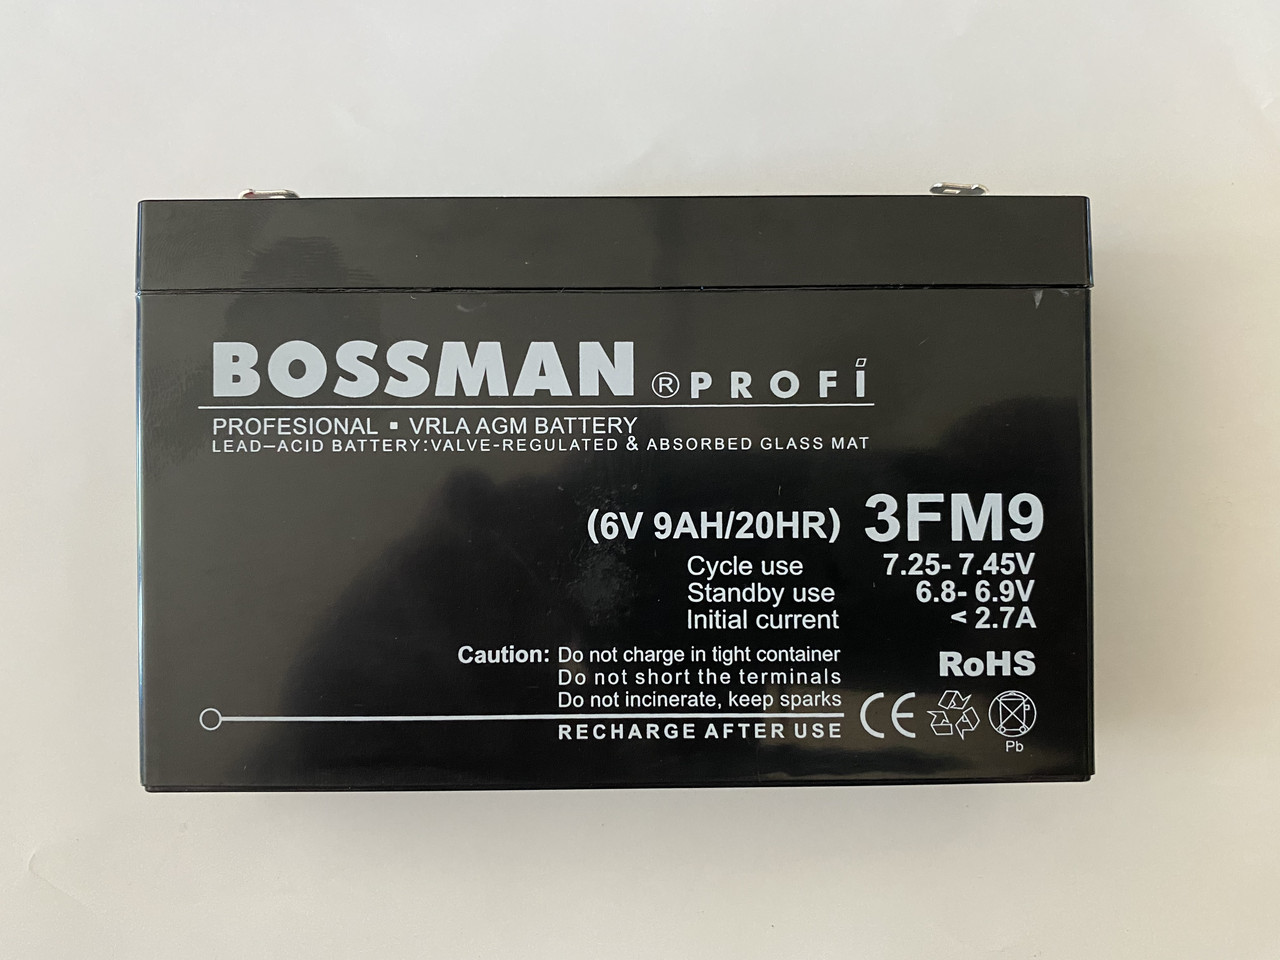 BOSSMAN ® PROFI
PROFESIONAL ▪ VRLA AGM BATTERY
LEAD–ACID BATTERY:VALVE-REGULATED & ABSORBED GLASS MAT
(6V 9AH/20HR) 3FM9
Cycle use 7.25- 7.45V
Standby use 6.8- 6.9V
Initial current < 2.7A
Caution: Do not charge in tight container
Do not short the terminals
Do not incinerate, keep sparks
RECHARGE AFTER USE
RoHS
CE
Pb